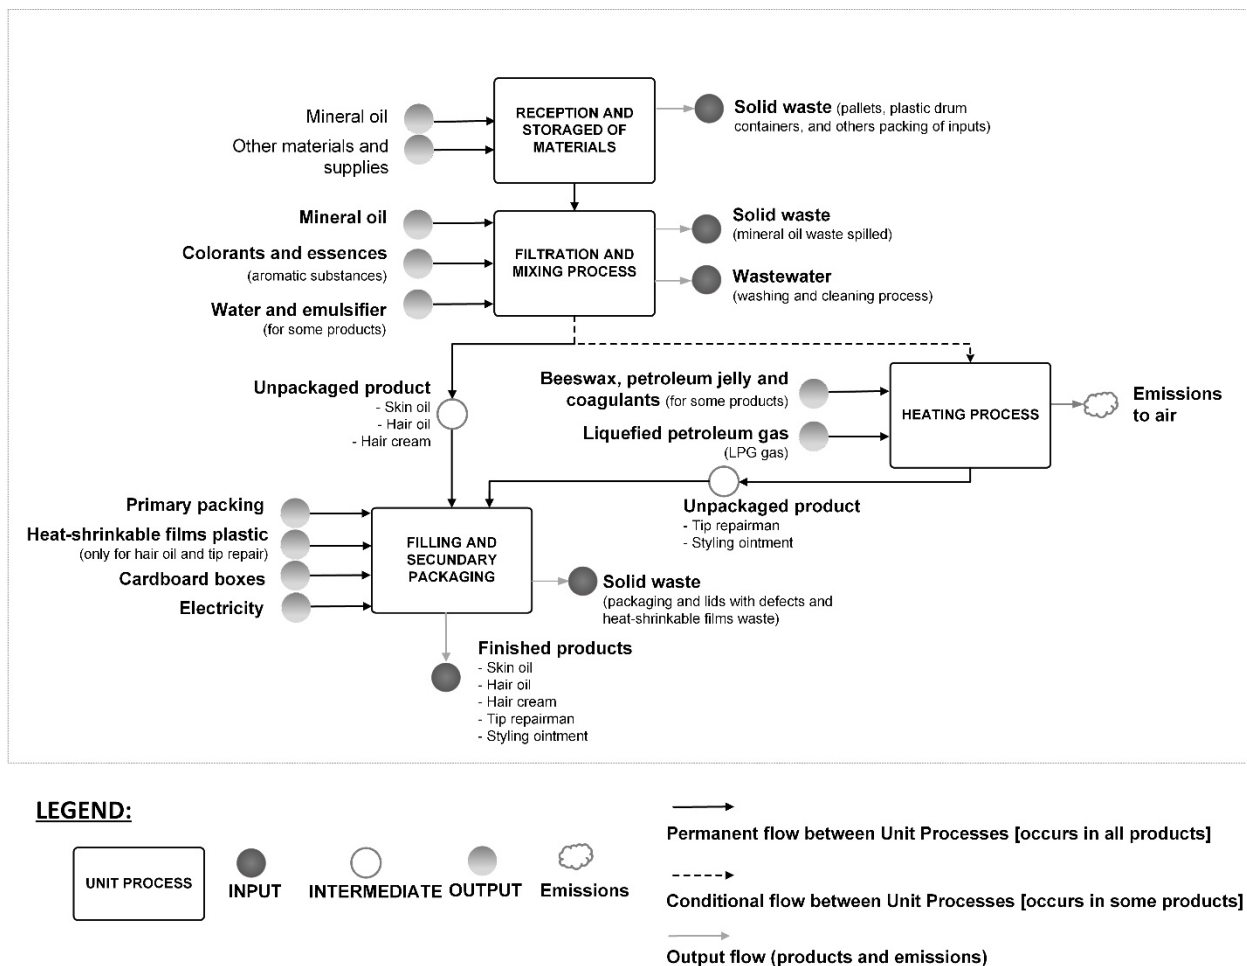 Mineral oil
Other materials and
supplies
RECEPTION AND
STORAGED OF
MATERIALS
Solid waste (pallets, plastic drum
containers, and others packing of inputs)
Mineral oil
Colorants and essences
(aromatic substances)
Water and emulsifier
(for some products)
FILTRATION AND
MIXING PROCESS
Solid waste
(mineral oil waste spilled)
Wastewater
(washing and cleaning process)
Unpackaged product
- Skin oil
- Hair oil
- Hair cream
Beeswax, petroleum jelly and
coagulants (for some products)
Liquefied petroleum gas
(LPG gas)
HEATING PROCESS
Emissions
to air
Unpackaged product
- Tip repairman
- Styling ointment
Primary packing
Heat-shrinkable films plastic
(only for hair oil and tip repair)
Cardboard boxes
Electricity
FILLING AND
SECUNDARY
PACKAGING
Solid waste
(packaging and lids with defects and
heat-shrinkable films waste)
Finished products
- Skin oil
- Hair oil
- Hair cream
- Tip repairman
- Styling ointment
LEGEND:
UNIT PROCESS
INPUT
INTERMEDIATE
OUTPUT
Emissions
Permanent flow between Unit Processes [occurs in all products]
Conditional flow between Unit Processes [occurs in some products]
Output flow (products and emissions)